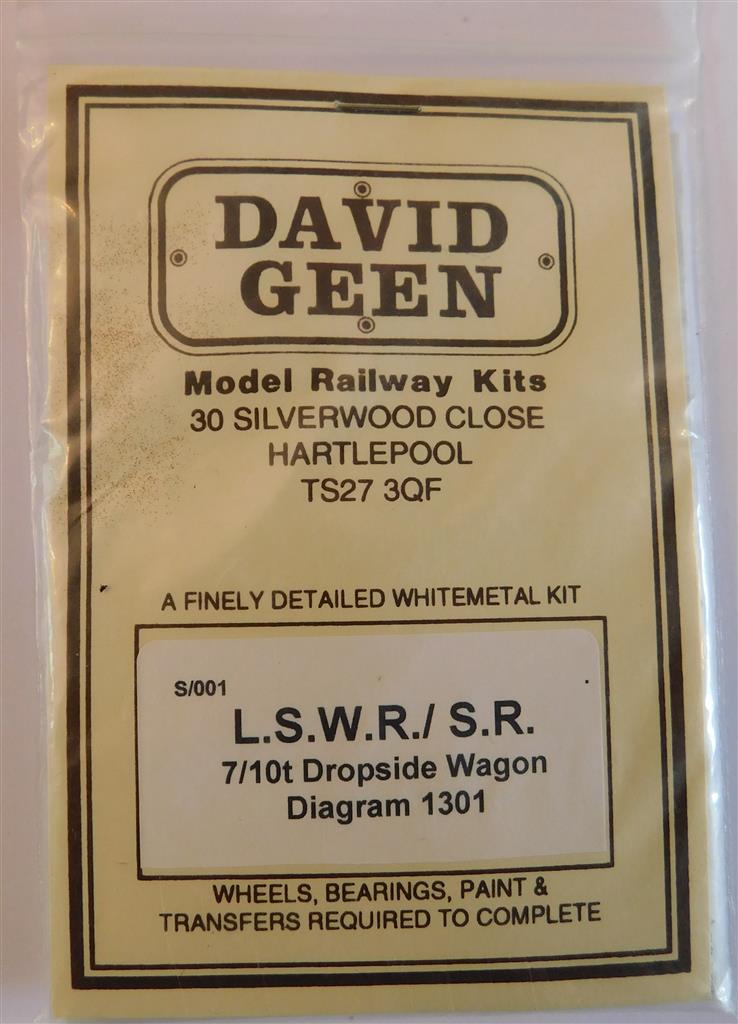 DAVID
GEEN
Model Railway Kits
30 SILVERWOOD CLOSE
HARTLEPOOL
TS27 3QF
A FINELY DETAILED WHITEMETAL KIT
S/001
L.S.W.R./ S.R.
7/10t Dropside Wagon
Diagram 1301
WHEELS, BEARINGS, PAINT &
TRANSFERS REQUIRED TO COMPLETE